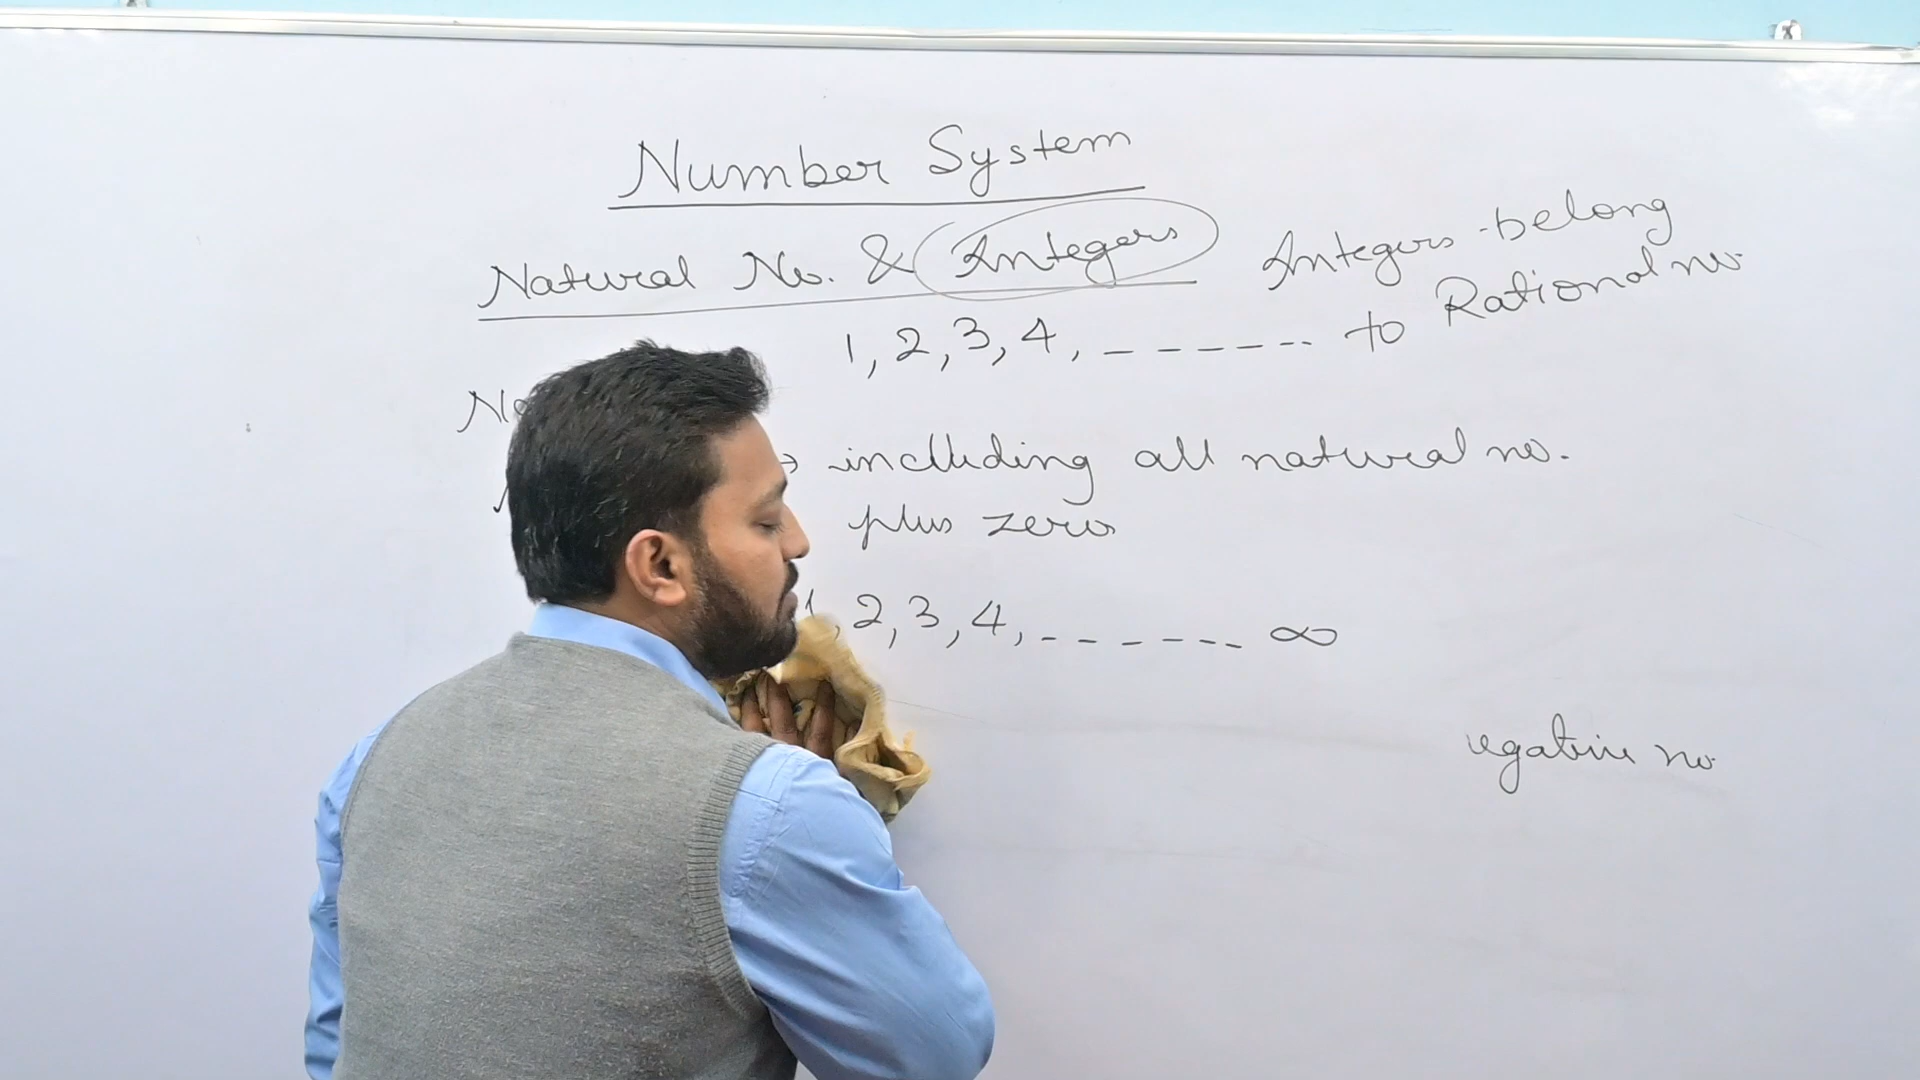 Number System
Natural No. & Integers
Integers belong
to Rational no.
1, 2, 3, 4, _ _ _ _ _ _ _
→ including all natural no.
plus zero
1, 2, 3, 4, _ _ _ _ _ _ _ ∞
egative no.